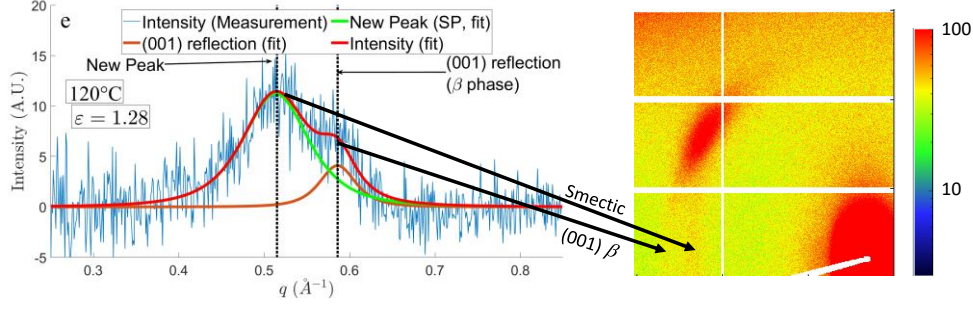 e
Intensity (Measurement)
New Peak (SP, fit)
(001) reflection (fit)
Intensity (fit)
New Peak
(001) reflection
(β phase)
120°C
ε = 1.28
Intensity (A.U.)
20
15
10
5
0
-5
0.3
0.4
0.5
0.6
0.7
0.8
q (Å⁻¹)
Smectic
(001) β
100
10